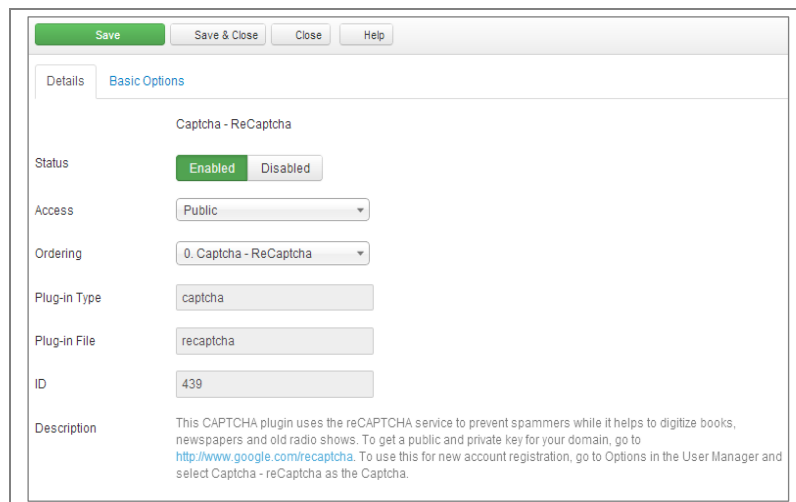 Save Save & Close Close Help
Details Basic Options
Captcha - ReCaptcha
Status Enabled Disabled
Access Public
Ordering 0. Captcha - ReCaptcha
Plug-in Type captcha
Plug-in File recaptcha
ID 439
Description This CAPTCHA plugin uses the reCAPTCHA service to prevent spammers while it helps to digitize books,
newspapers and old radio shows. To get a public and private key for your domain, go to
http://www.google.com/recaptcha. To use this for new account registration, go to Options in the User Manager and
select Captcha - reCaptcha as the Captcha.